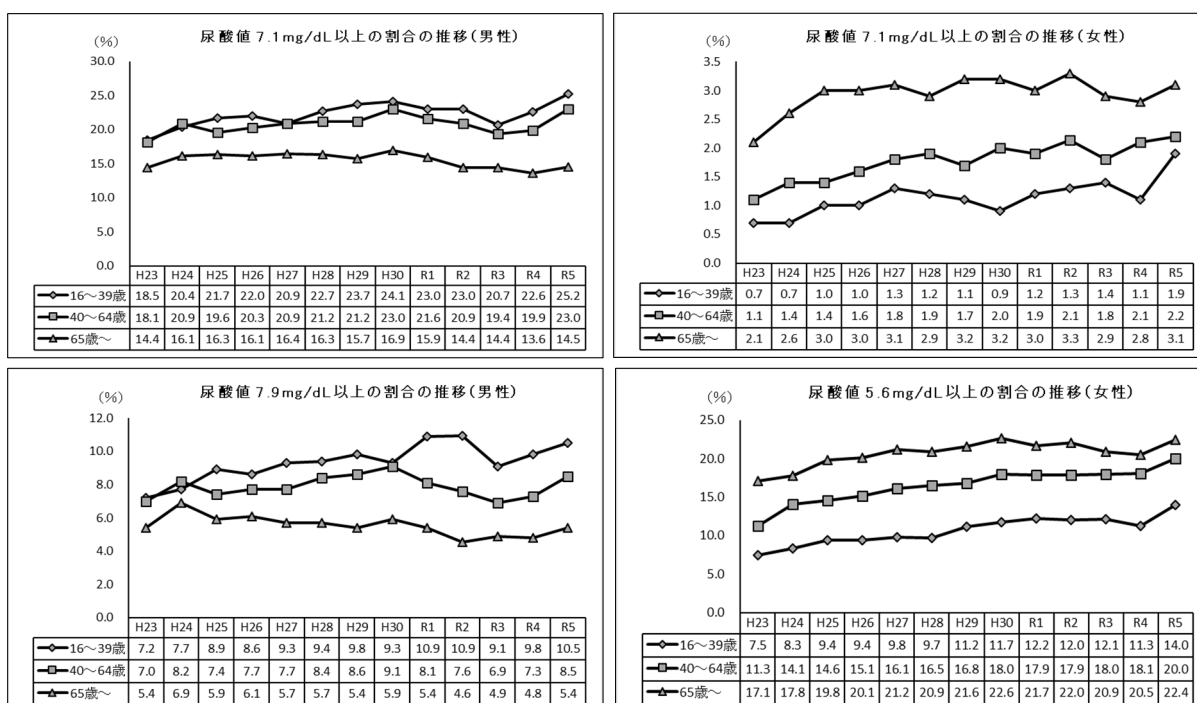 尿酸値7.1mg/dL以上の割合の推移(男性)
(%)
30.0
25.0
20.0
15.0
10.0
5.0
0.0
H23 H24 H25 H26 H27 H28 H29 H30 R1 R2 R3 R4 R5
16～39歳 18.5 20.4 21.7 22.0 20.9 22.7 23.7 24.1 23.0 23.0 20.7 22.6 25.2
40～64歳 18.1 20.9 19.6 20.3 20.9 21.2 21.2 23.0 21.6 20.9 19.4 19.9 23.0
65歳～ 14.4 16.1 16.3 16.1 16.4 16.3 15.7 16.9 15.9 14.4 14.4 13.6 14.5
尿酸値7.1mg/dL以上の割合の推移(女性)
(%)
3.5
3.0
2.5
2.0
1.5
1.0
0.5
0.0
H23 H24 H25 H26 H27 H28 H29 H30 R1 R2 R3 R4 R5
16～39歳 0.7 0.7 1.0 1.0 1.3 1.2 1.1 0.9 1.2 1.3 1.4 1.1 1.9
40～64歳 1.1 1.4 1.4 1.6 1.8 1.9 1.7 2.0 1.9 2.1 1.8 2.1 2.2
65歳～ 2.1 2.6 3.0 3.0 3.1 2.9 3.2 3.2 3.0 3.3 2.9 2.8 3.1
尿酸値7.9mg/dL以上の割合の推移(男性)
(%)
12.0
10.0
8.0
6.0
4.0
2.0
0.0
H23 H24 H25 H26 H27 H28 H29 H30 R1 R2 R3 R4 R5
16～39歳 7.2 7.7 8.9 8.6 9.3 9.4 9.8 9.3 10.9 10.9 9.1 9.8 10.5
40～64歳 7.0 8.2 7.4 7.7 7.7 8.4 8.6 9.1 8.1 7.6 6.9 7.3 8.5
65歳～ 5.4 6.9 5.9 6.1 5.7 5.7 5.4 5.9 5.4 4.6 4.9 4.8 5.4
尿酸値5.6mg/dL以上の割合の推移(女性)
(%)
25.0
20.0
15.0
10.0
5.0
0.0
H23 H24 H25 H26 H27 H28 H29 H30 R1 R2 R3 R4 R5
16～39歳 7.5 8.3 9.4 9.4 9.8 9.7 11.2 11.7 12.2 12.0 12.1 11.3 14.0
40～64歳 11.3 14.1 14.6 15.1 16.1 16.5 16.8 18.0 17.9 17.9 18.0 18.1 20.0
65歳～ 17.1 17.8 19.8 20.1 21.2 20.9 21.6 22.6 21.7 22.0 20.9 20.5 22.4